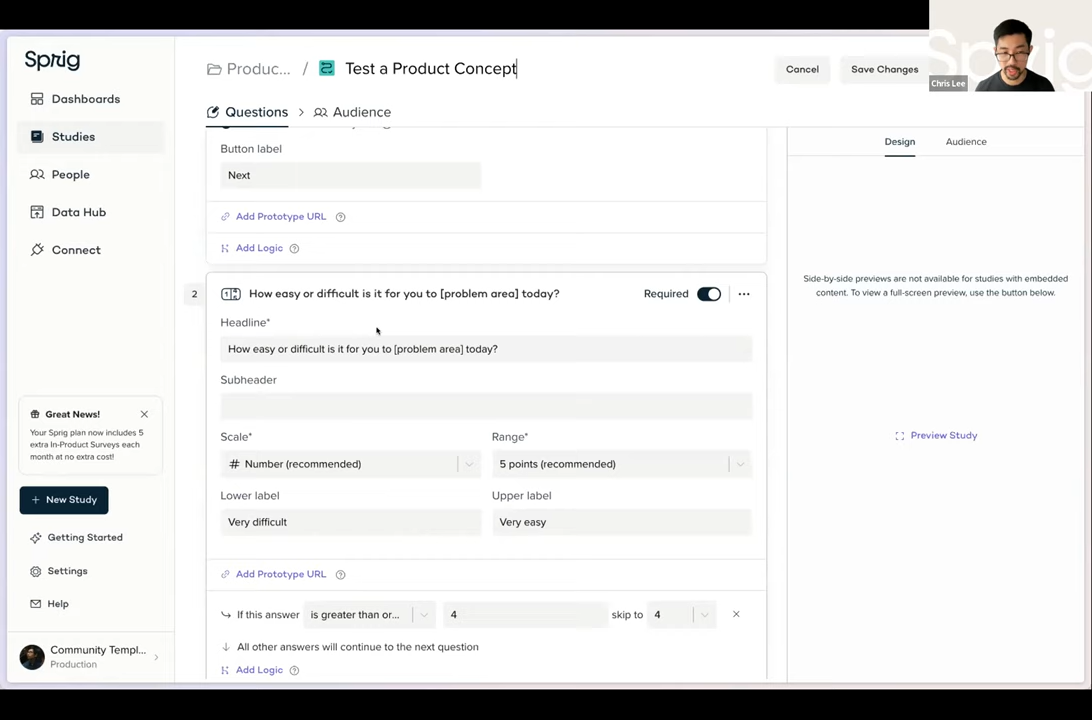 Sprig
Produc... / Test a Product Concept
Cancel
Save Changes
Chris Lee
Dashboards
Studies
People
Data Hub
Connect
Great News!
Your Sprig plan now includes 5
extra In-Product Surveys each
month at no extra cost!
+ New Study
Getting Started
Settings
Help
Community Templ...
Production
Questions > Audience
Button label
Next
Add Prototype URL
Add Logic
2
How easy or difficult is it for you to [problem area] today?
Required
Headline*
How easy or difficult is it for you to [problem area] today?
Subheader
Scale* Range*
# Number (recommended) 5 points (recommended)
Lower label Upper label
Very difficult Very easy
Add Prototype URL
If this answer is greater than or... 4 skip to 4
All other answers will continue to the next question
Add Logic
Design Audience
Side-by-side previews are not available for studies with embedded
content. To view a full-screen preview, use the button below.
Preview Study